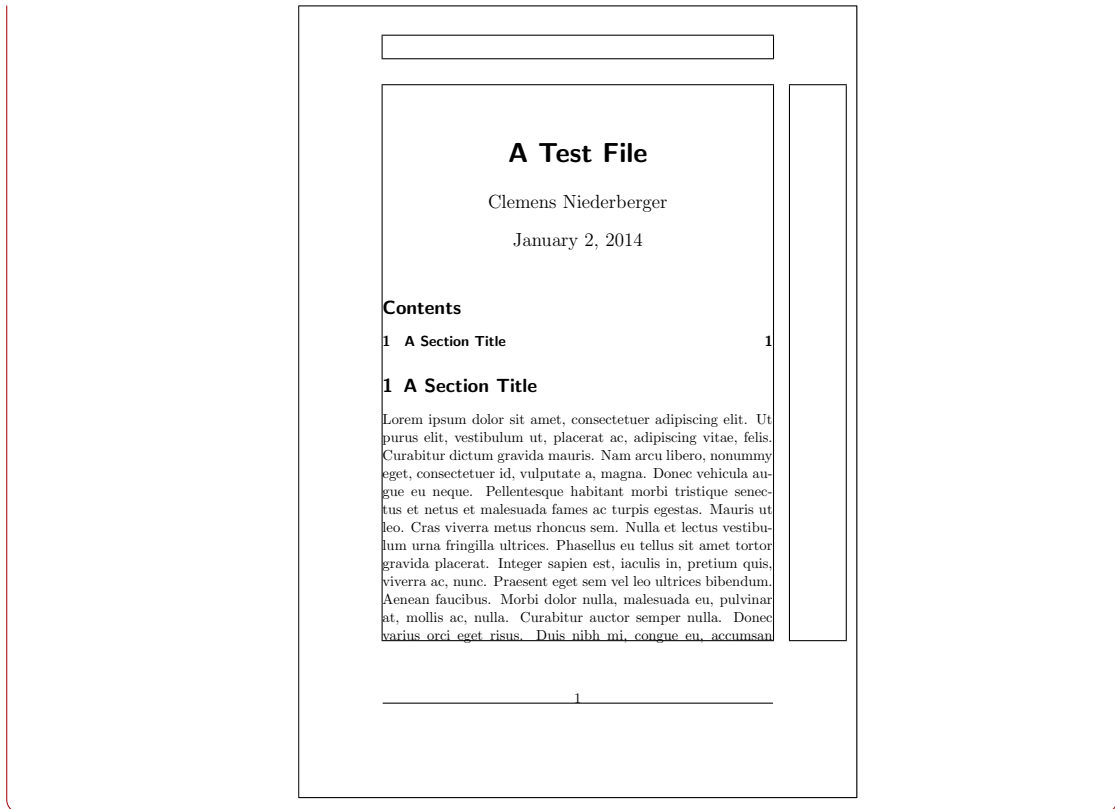 A Test File
Clemens Niederberger
January 2, 2014
Contents
1 A Section Title 1
1 A Section Title
Lorem ipsum dolor sit amet, consectetuer adipiscing elit. Ut
purus elit, vestibulum ut, placerat ac, adipiscing vitae, felis.
Curabitur dictum gravida mauris. Nam arcu libero, nonummy
eget, consectetuer id, vulputate a, magna. Donec vehicula au-
gue eu neque. Pellentesque habitant morbi tristique senec-
tus et netus et malesuada fames ac turpis egestas. Mauris ut
leo. Cras viverra metus rhoncus sem. Nulla et lectus vestibu-
lum urna fringilla ultrices. Phasellus eu tellus sit amet tortor
gravida placerat. Integer sapien est, iaculis in, pretium quis,
viverra ac, nunc. Praesent eget sem vel leo ultrices bibendum.
Aenean faucibus. Morbi dolor nulla, malesuada eu, pulvinar
at, mollis ac, nulla. Curabitur auctor semper nulla. Donec
varius orci eget risus. Duis nibh mi, congue eu, accumsan
1